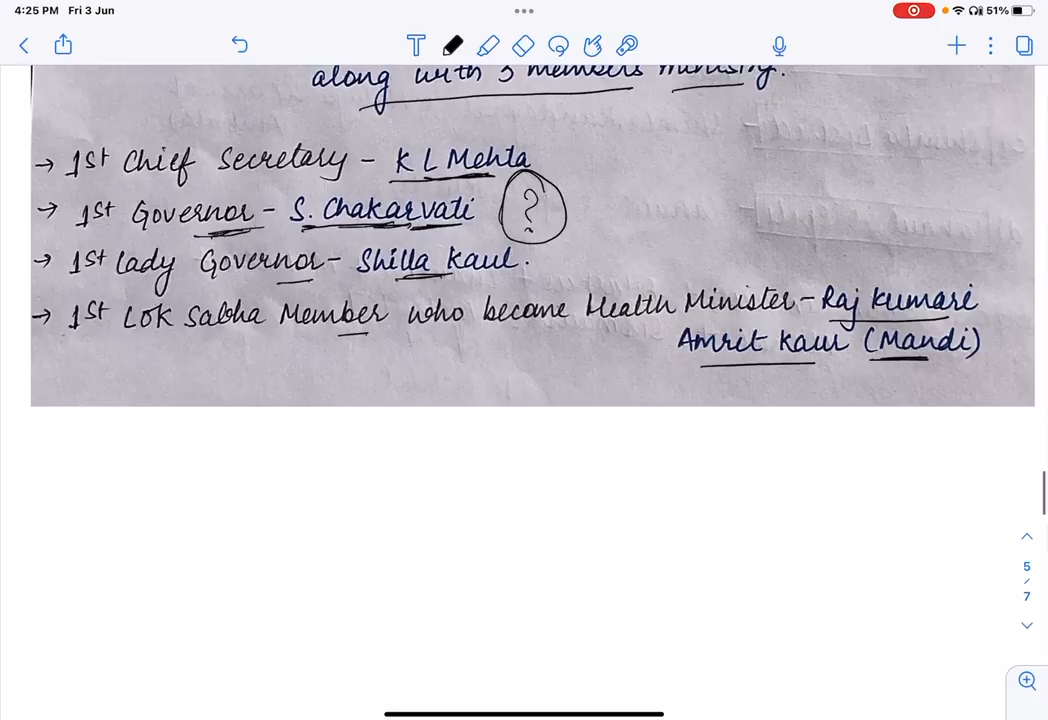 4:25 PM Fri 3 Jun
51%
along with 3 members ministry.
→ 1st Chief Secretary - K L Mehta
→ 1st Governor - S. Chakarvati ?
→ 1st lady Governor - Shilla Kaul.
→ 1st Lok Sabha Member who become Health Minister - Raj Kumari
Amrit Kaur (Mandi)
5
/
7